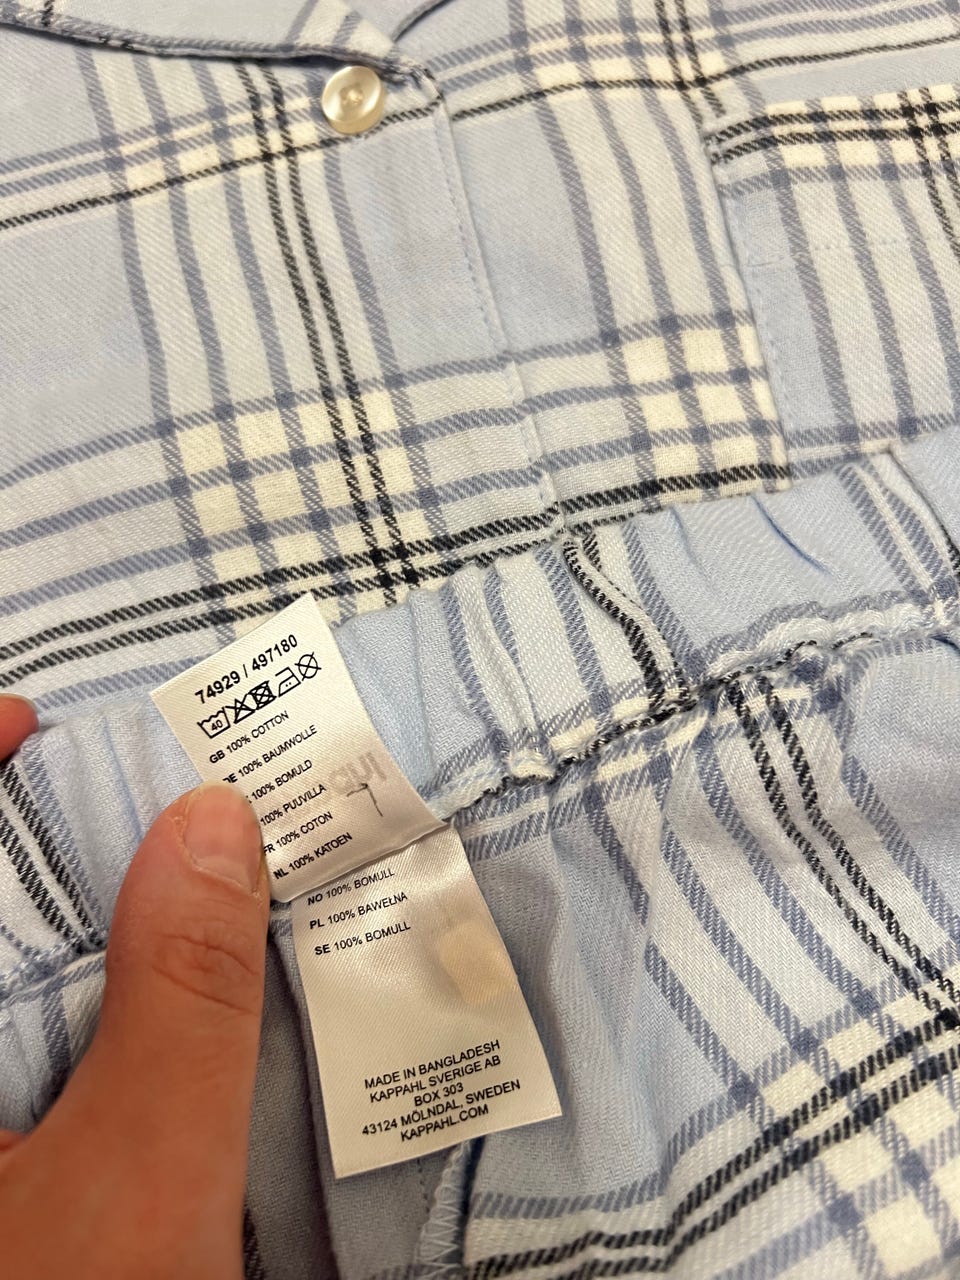 74929 / 497180
40
GB 100% COTTON
DE 100% BAUMWOLLE
100% BOMULD
100% PUUVILLA
FR 100% COTON
NL 100% KATOEN
NO 100% BOMULL
PL 100% BAWEŁNA
SE 100% BOMULL
MADE IN BANGLADESH
KAPPAHL SVERIGE AB
BOX 303
43124 MÖLNDAL, SWEDEN
KAPPAHL.COM